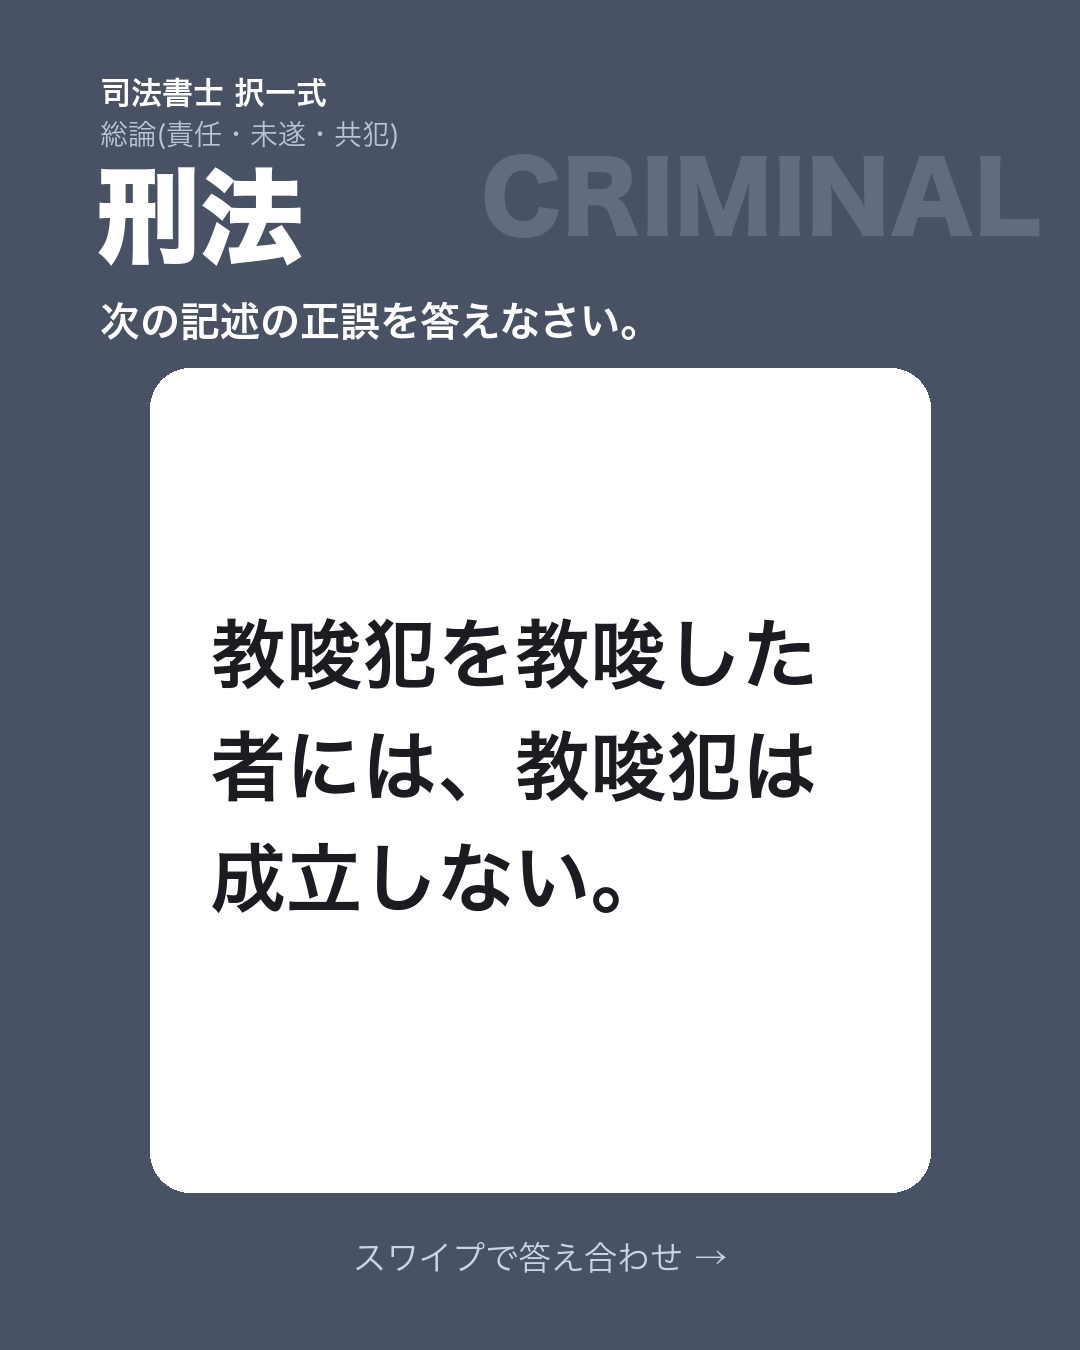 司法書士 択一式
総論(責任・未遂・共犯)
刑法
CRIMINAL
次の記述の正誤を答えなさい。
教唆犯を教唆した
者には、教唆犯は
成立しない。
スワイプで答え合わせ →